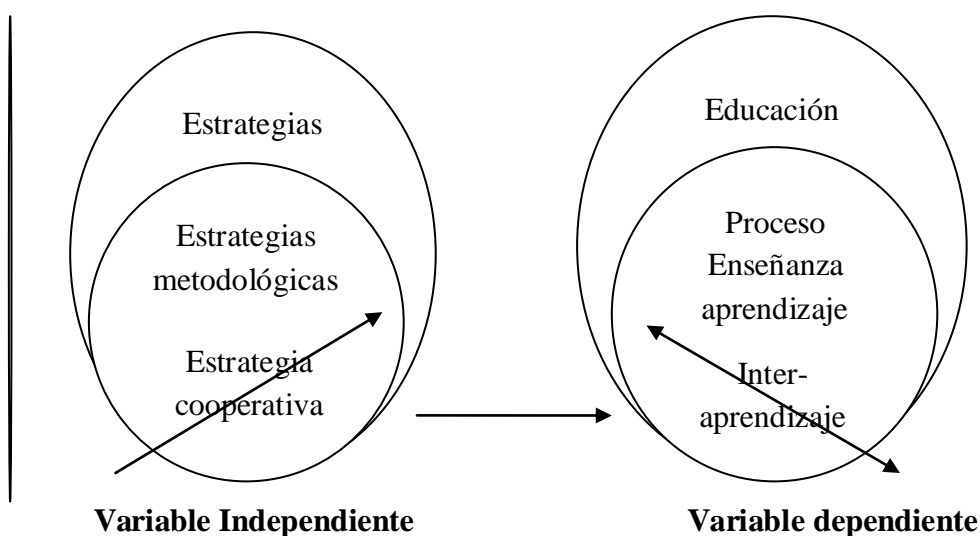 Estrategias
Estrategias
metodológicas
Estrategia
cooperativa
Educación
Proceso
Enseñanza
aprendizaje
Inter-
aprendizaje
Variable Independiente
Variable dependiente